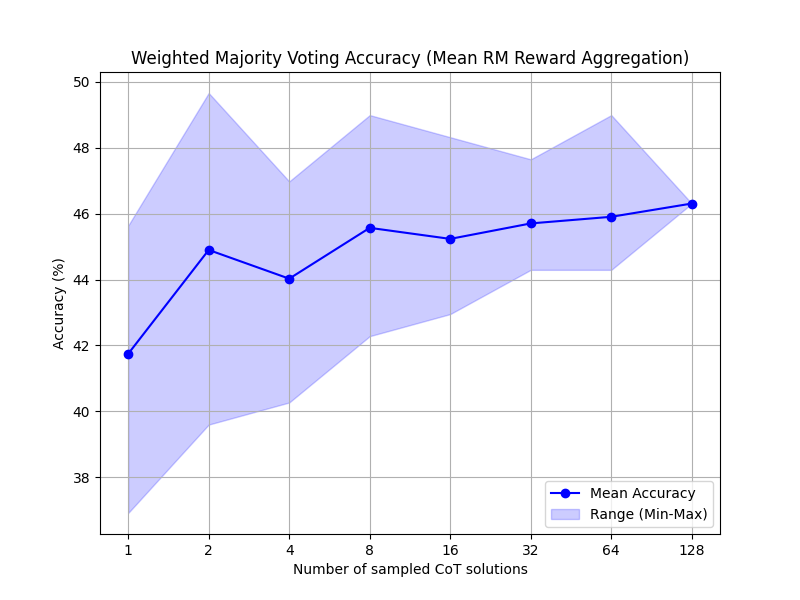 Weighted Majority Voting Accuracy (Mean RM Reward Aggregation)
50
48
46
44
42
40
38
Accuracy (%)
Mean Accuracy
Range (Min-Max)
1 2 4 8 16 32 64 128
Number of sampled CoT solutions